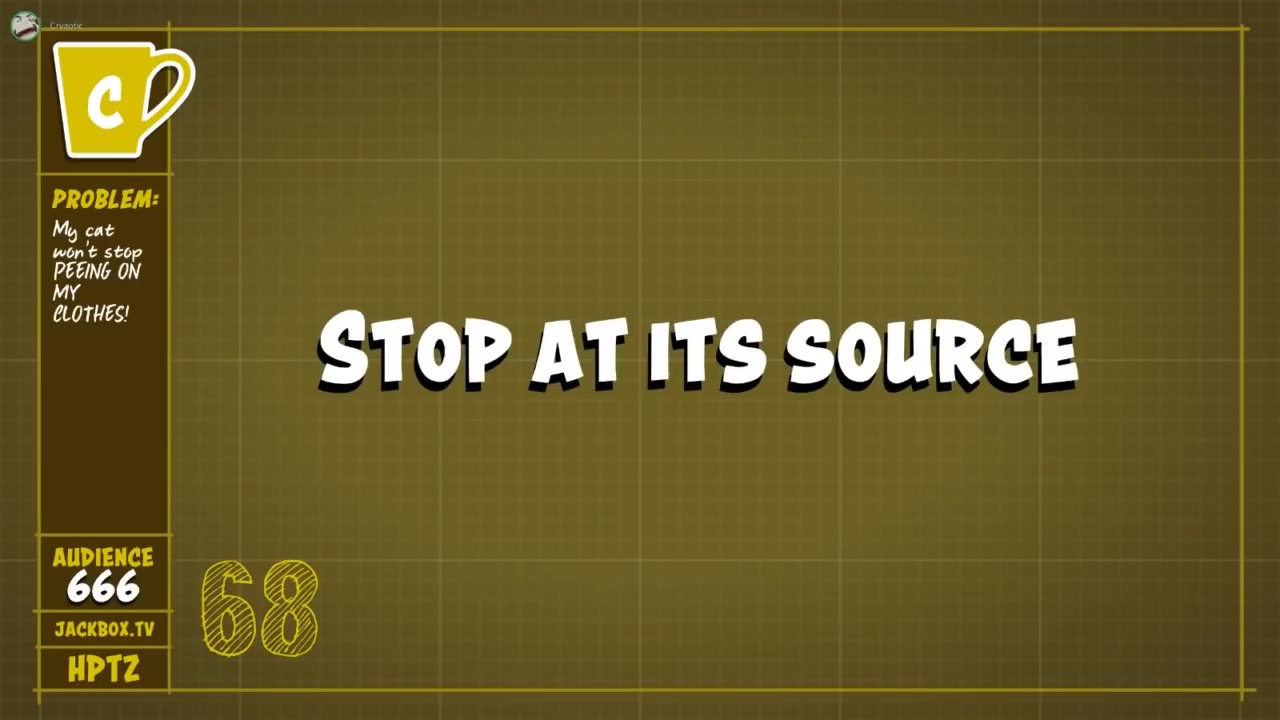 Cryaotic
C
PROBLEM:
My cat
won't stop
PEEING ON
MY
CLOTHES!
STOP AT ITS SOURCE
AUDIENCE
666
68
JACKBOX.TV
HPTZ